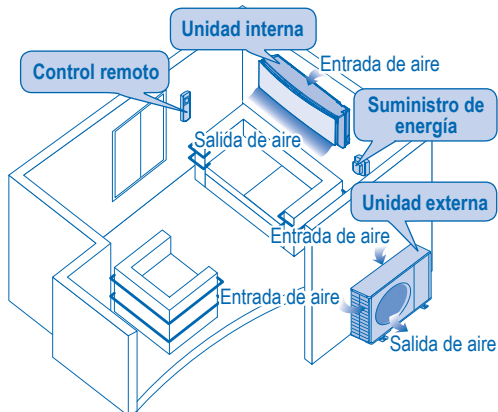 Unidad interna
Entrada de aire
Control remoto
Suministro de
energía
Salida de aire
Unidad externa
Entrada de aire
Entrada de aire
Salida de aire